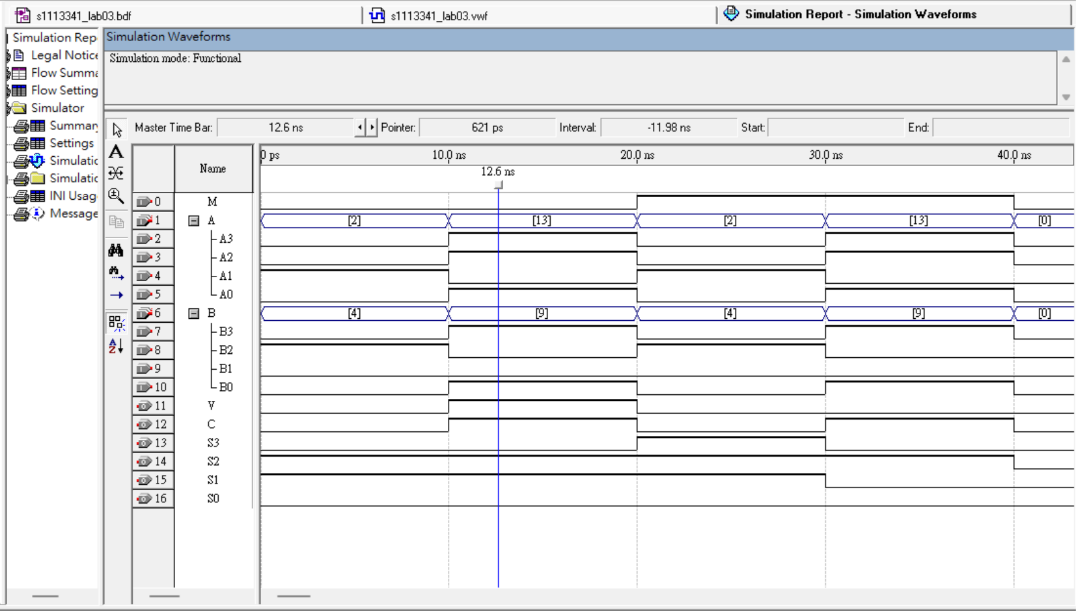 s1113341_lab03.bdf
s1113341_lab03.vwf
Simulation Report - Simulation Waveforms
Simulation Rep
Legal Notice
Flow Summa
Flow Setting
Simulator
Summar
Settings
Simulatic
Simulatic
INI Usag
Message
Simulation Waveforms
Simulation mode: Functional
Master Time Bar: 12.6 ns Pointer: 621 ps Interval: -11.98 ns Start: End:
Name
0 ps 10.0 ns 20.0 ns 30.0 ns 40.0 ns
12.6 ns
0 M
1 A [2] [13] [2] [13] [0]
2 A3
3 A2
4 A1
5 A0
6 B [4] [9] [4] [9] [0]
7 B3
8 B2
9 B1
10 B0
11 V
12 C
13 S3
14 S2
15 S1
16 S0